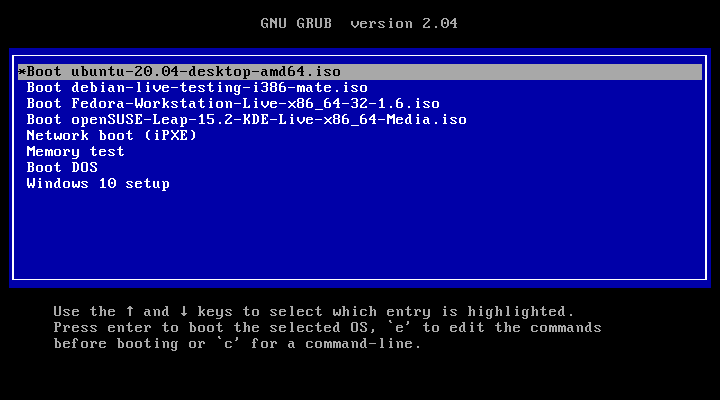 GNU GRUB  version 2.04
*Boot ubuntu-20.04-desktop-amd64.iso
Boot debian-live-testing-i386-mate.iso
Boot Fedora-Workstation-Live-x86_64-32-1.6.iso
Boot openSUSE-Leap-15.2-KDE-Live-x86_64-Media.iso
Network boot (iPXE)
Memory test
Boot DOS
Windows 10 setup
Use the ↑ and ↓ keys to select which entry is highlighted.
Press enter to boot the selected OS, `e' to edit the commands
before booting or `c' for a command-line.